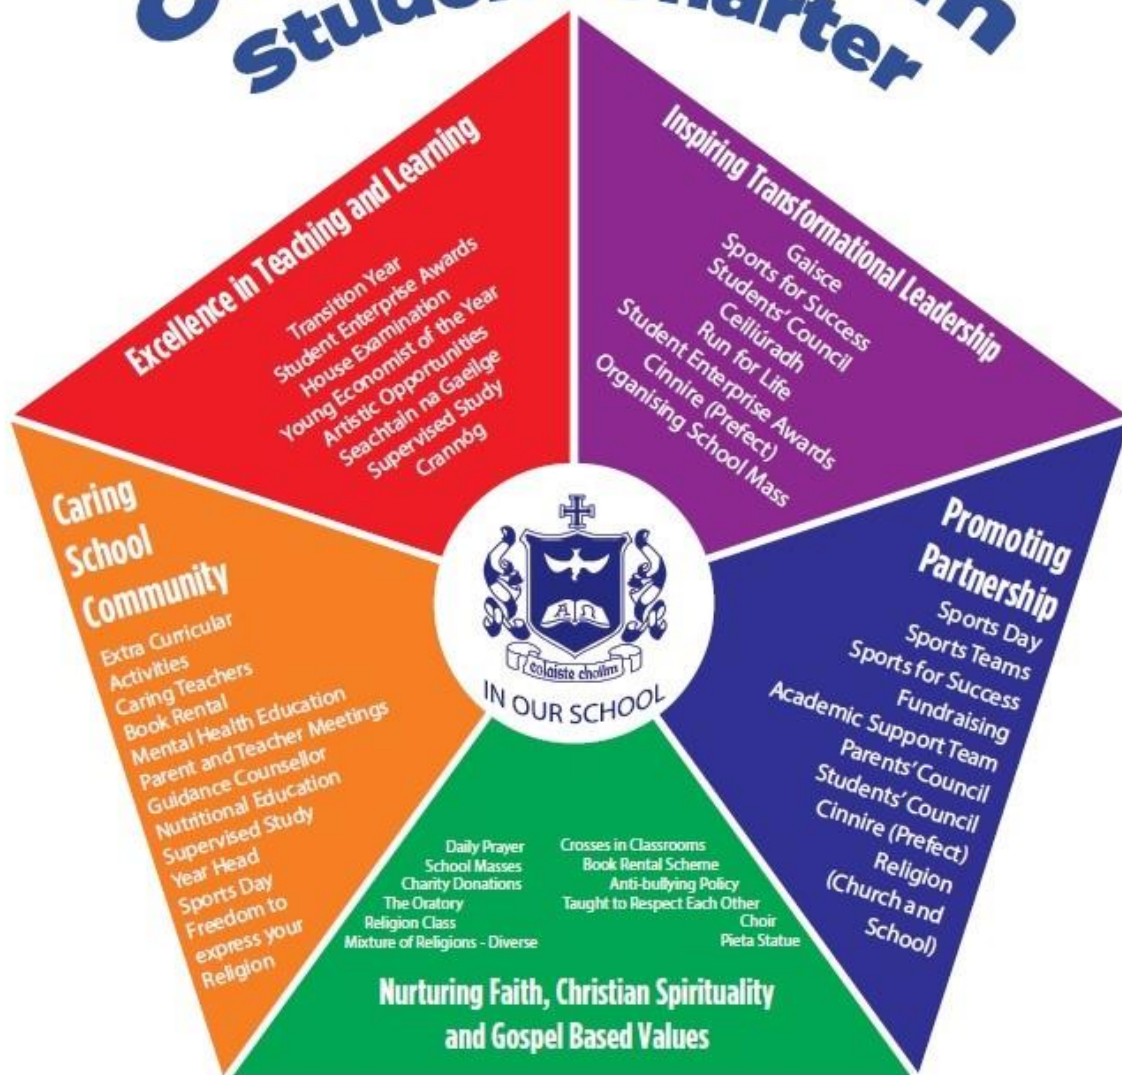 Student Charter
Excellence in Teaching and Learning
Transition Year
Student Enterprise Awards
House Examination
Young Economist of the Year
Artistic Opportunities
Seachtain na Gaeilge
Supervised Study
Crannóg
Inspiring Transformational Leadership
Gaisce
Sports for Success
Students' Council
Celliúradh
Run for Life
Student Enterprise Awards
Cinnire (Prefect)
Organising School Mass
Caring
School
Community
Extra Curricular
Activities
Caring Teachers
Book Rental
Mental Health Education
Parent and Teacher Meetings
Guidance Counsellor
Nutritional Education
Supervised Study
Year Head
Sports Day
Freedom to
express your
Religion
Α Ω
Colaiste choilm
IN OUR SCHOOL
Promoting
Partnership
Sports Day
Sports Teams
Sports for Success
Fundraising
Academic Support Team
Parents' Council
Students' Council
Cinnire (Prefect)
Religion
(Church and
School)
Daily Prayer
School Masses
Charity Donations
The Oratory
Religion Class
Mixture of Religions - Diverse
Crosses in Classrooms
Book Rental Scheme
Anti-bullying Policy
Taught to Respect Each Other
Choir
Pieta Statue
Nurturing Faith, Christian Spirituality
and Gospel Based Values